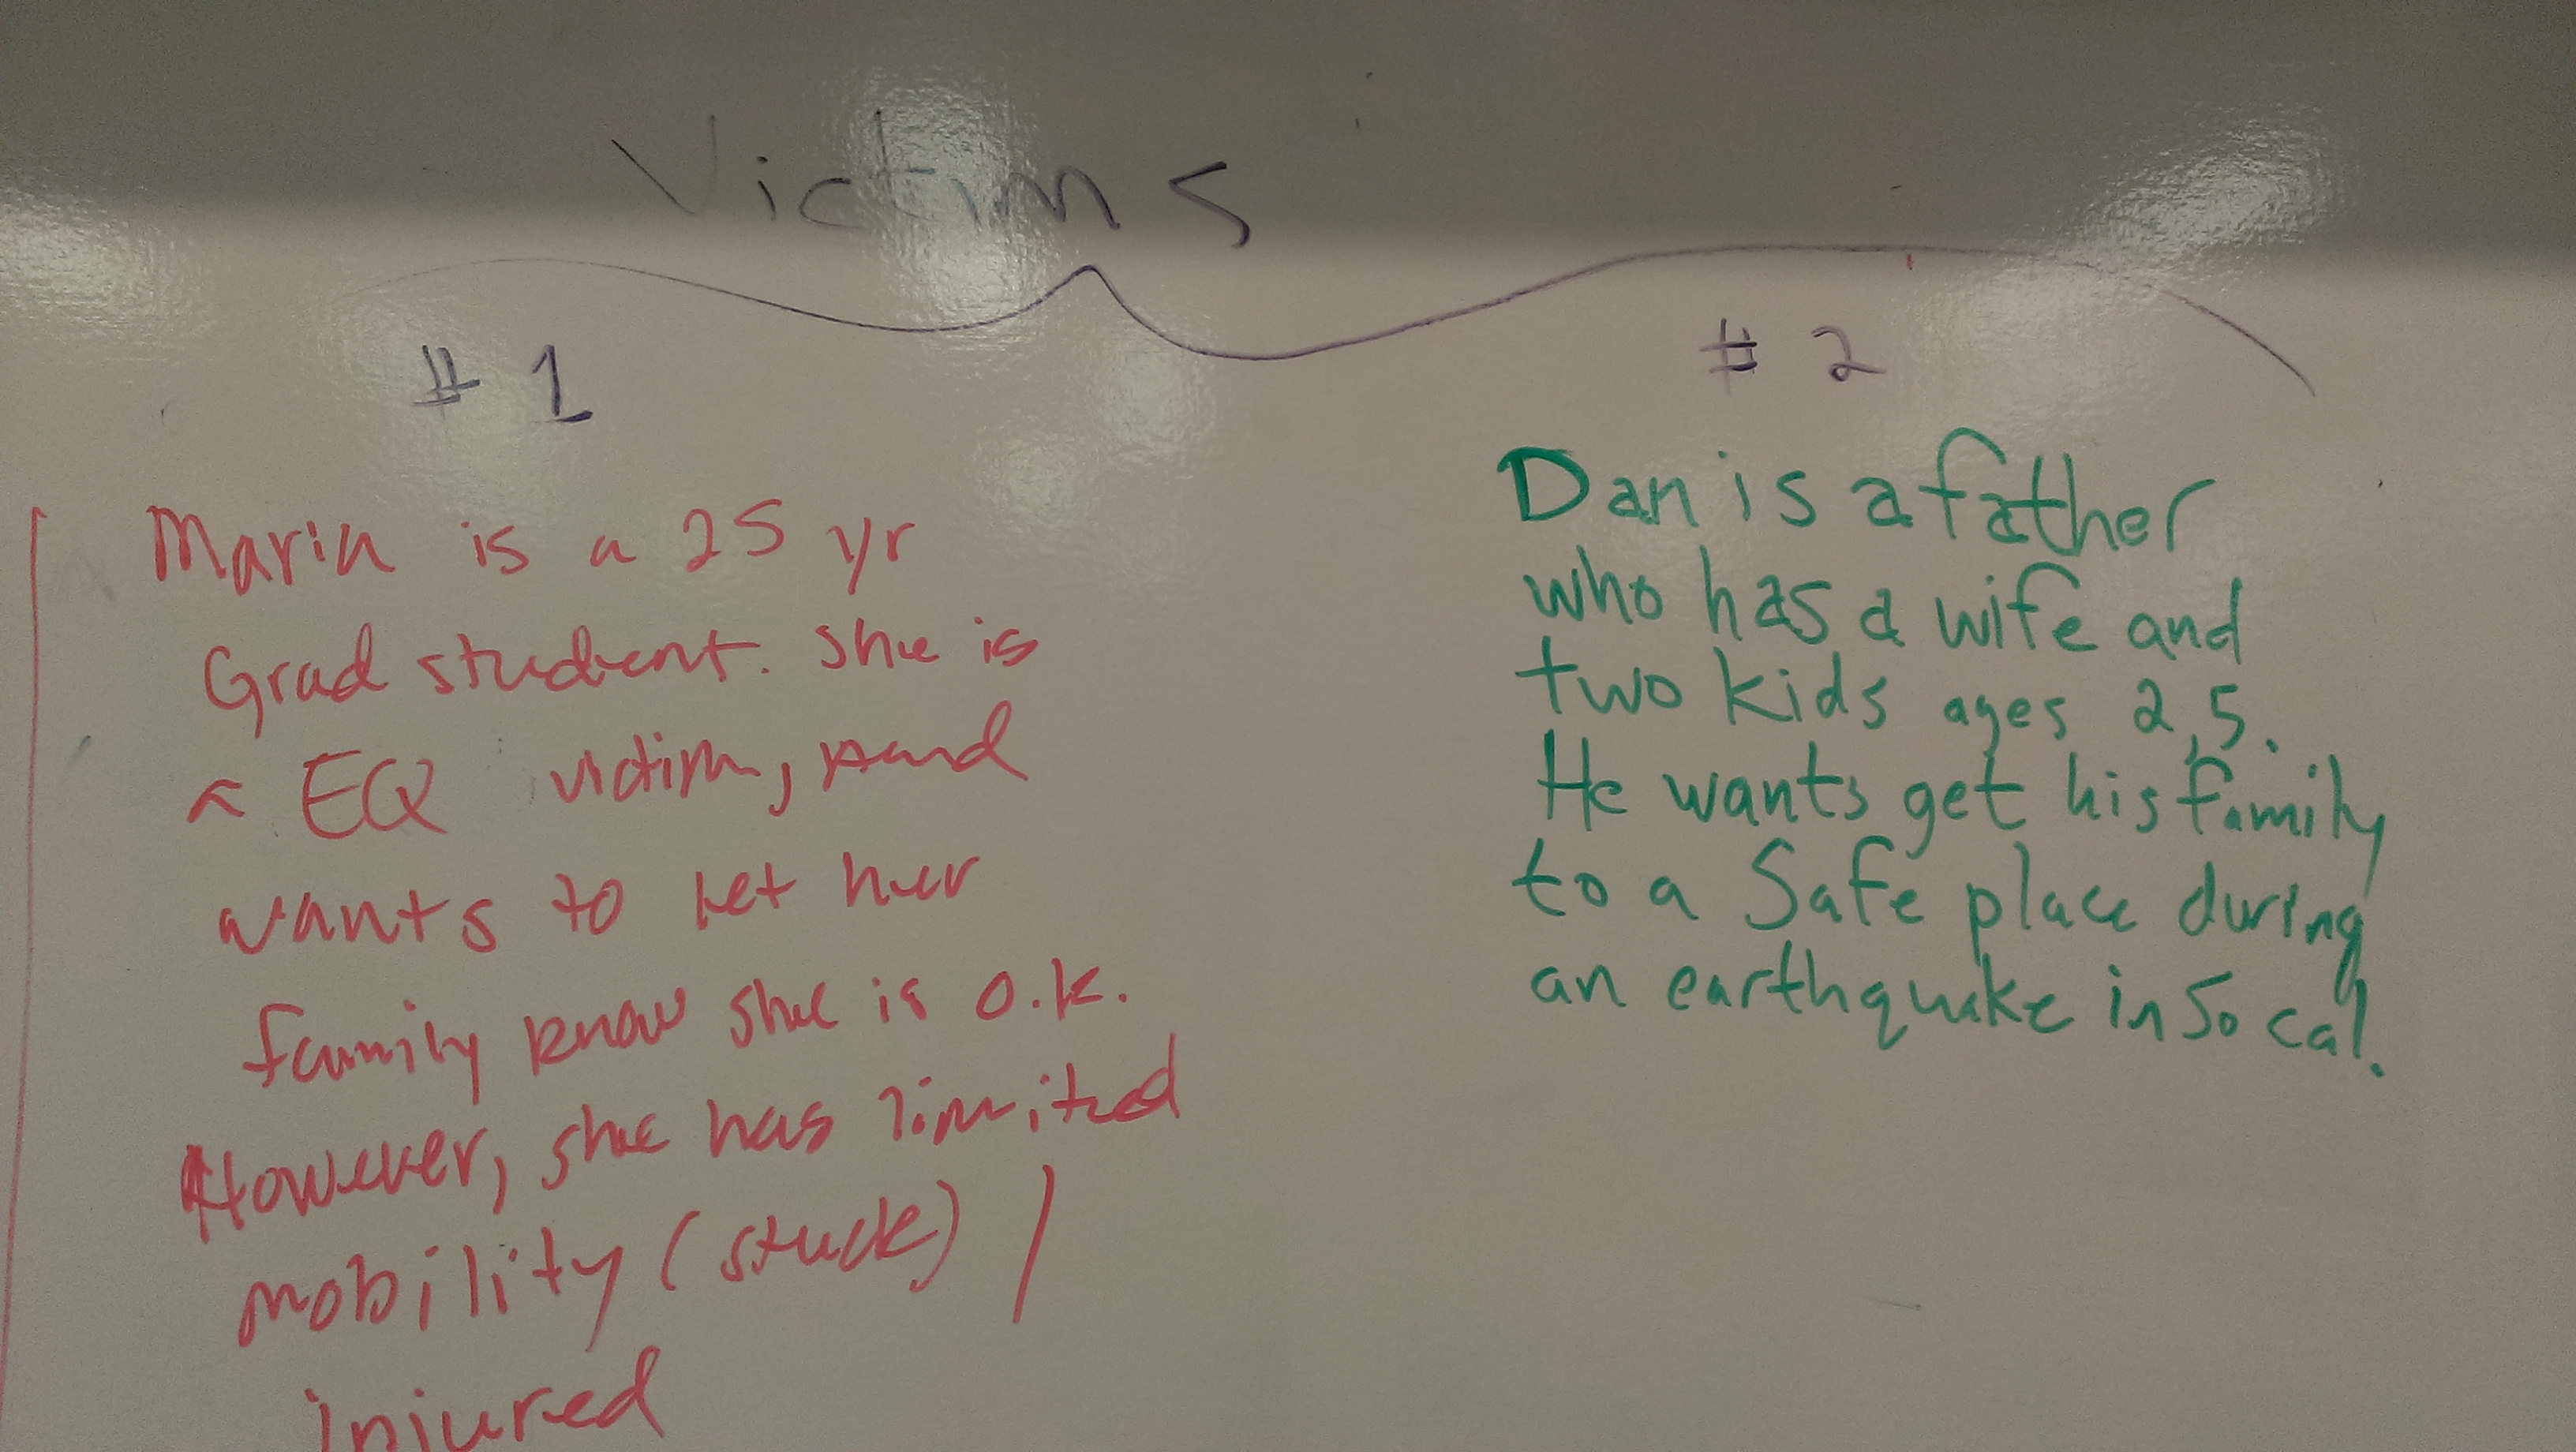 Victims
# 1
Maria is a 25 yr
Grad student. She is
a EQ victim, and
wants to let her
family know she is O.K.
However, she has limited
mobility (stuck) /
injured
# 2
Dan is a father
who has a wife and
two kids ages 2,5.
He wants get his family
to a Safe place during
an earthquake in So cal.